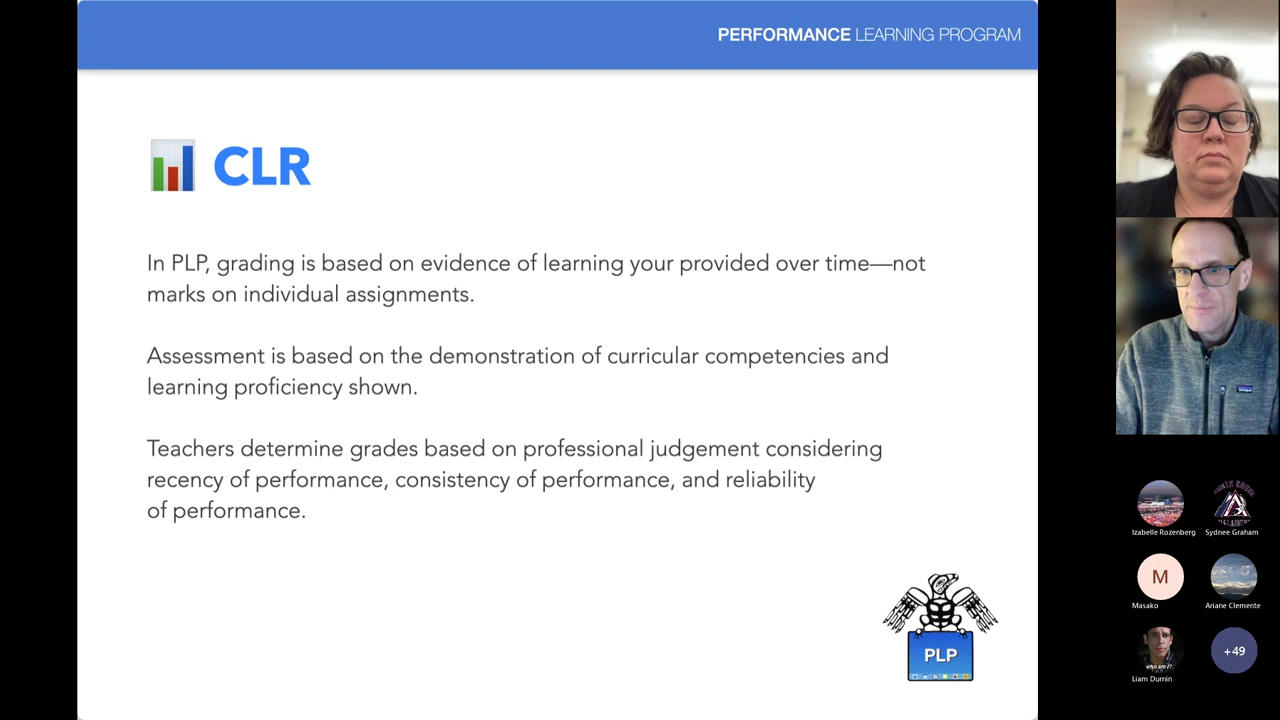 PERFORMANCE LEARNING PROGRAM
CLR
In PLP, grading is based on evidence of learning your provided over time—not
marks on individual assignments.
Assessment is based on the demonstration of curricular competencies and
learning proficiency shown.
Teachers determine grades based on professional judgement considering
recency of performance, consistency of performance, and reliability
of performance.
PLP
Izabelle Rozenberg
Sydnee Graham
M
Masako
Ariane Clemente
Liam Durnin
+49